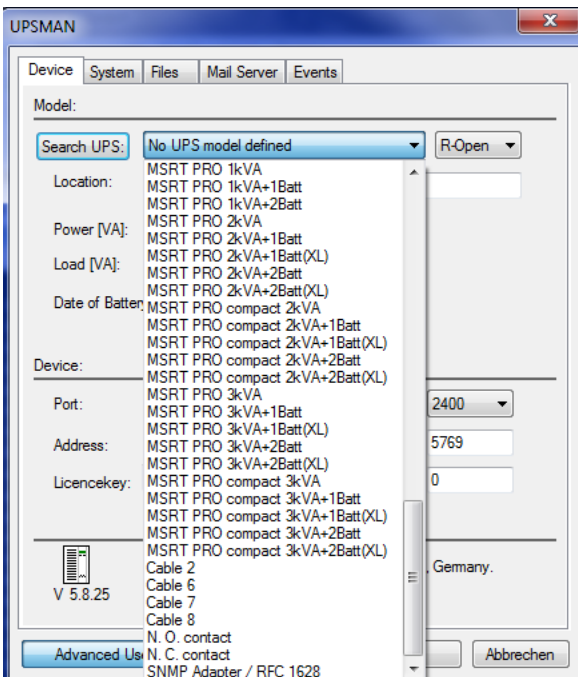 UPSMAN
Device System Files Mail Server Events
Model:
Search UPS: No UPS model defined R-Open
Location:
Power [VA]:
Load [VA]:
Date of Batter
MSRT PRO 1kVA
MSRT PRO 1kVA+1Batt
MSRT PRO 1kVA+2Batt
MSRT PRO 2kVA
MSRT PRO 2kVA+1Batt
MSRT PRO 2kVA+1Batt(XL)
MSRT PRO 2kVA+2Batt
MSRT PRO 2kVA+2Batt(XL)
MSRT PRO compact 2kVA
MSRT PRO compact 2kVA+1Batt
MSRT PRO compact 2kVA+1Batt(XL)
MSRT PRO compact 2kVA+2Batt
MSRT PRO compact 2kVA+2Batt(XL)
MSRT PRO 3kVA
MSRT PRO 3kVA+1Batt
MSRT PRO 3kVA+1Batt(XL)
MSRT PRO 3kVA+2Batt
MSRT PRO 3kVA+2Batt(XL)
MSRT PRO compact 3kVA
MSRT PRO compact 3kVA+1Batt
MSRT PRO compact 3kVA+1Batt(XL)
MSRT PRO compact 3kVA+2Batt
MSRT PRO compact 3kVA+2Batt(XL)
Cable 2
Cable 6
Cable 7
Cable 8
N. O. contact
N. C. contact
SNMP Adapter / RFC 1628
Device:
Port: 2400
Address: 5769
Licencekey: 0
V 5.8.25
, Germany.
Advanced Us
Abbrechen